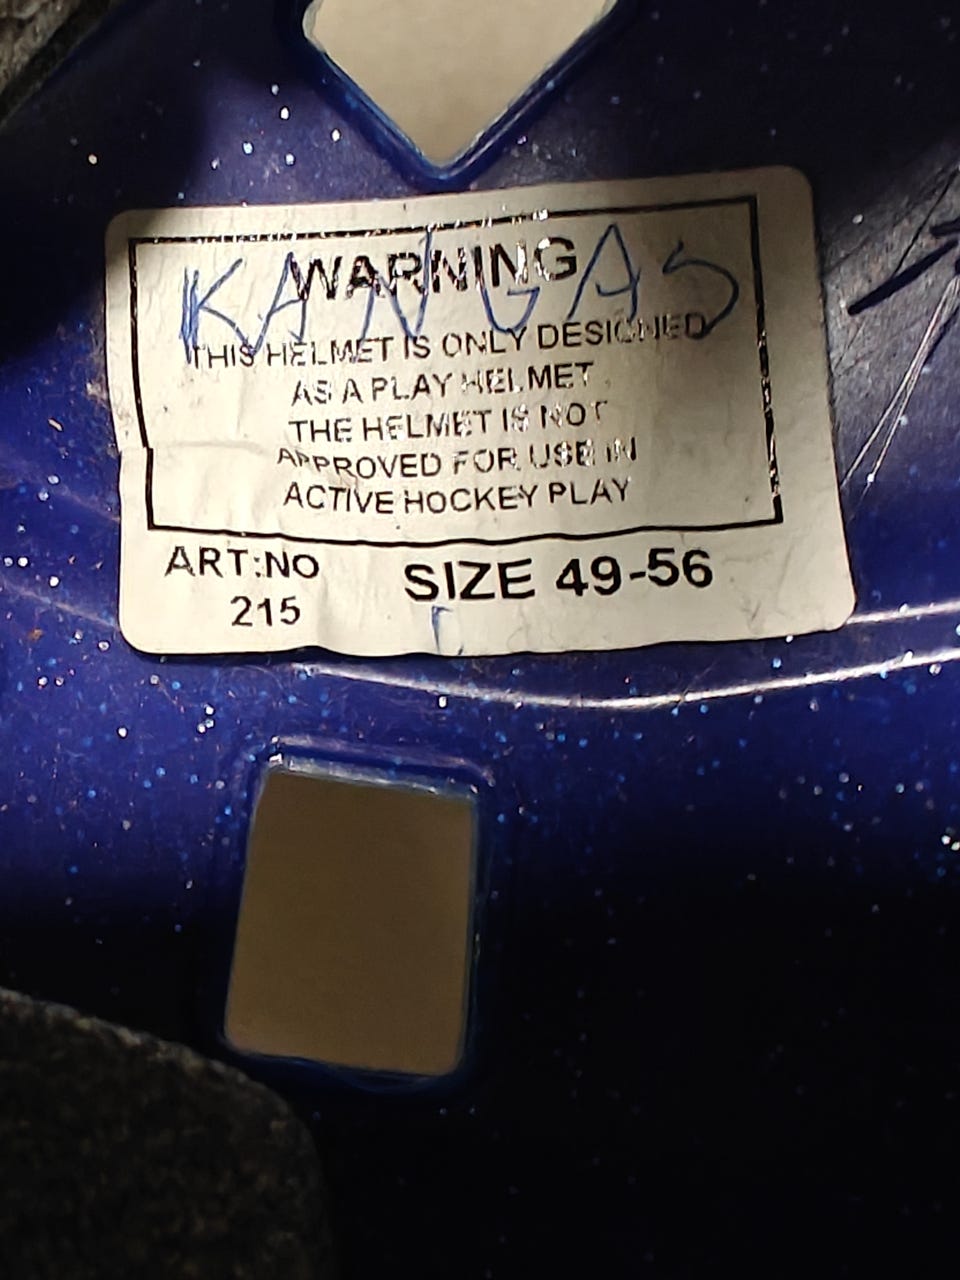 WARNING
KANGAS
THIS HELMET IS ONLY DESIGNED
AS A PLAY HELMET
THE HELMET IS NOT
APPROVED FOR USE IN
ACTIVE HOCKEY PLAY
ART:NO SIZE 49-56
215